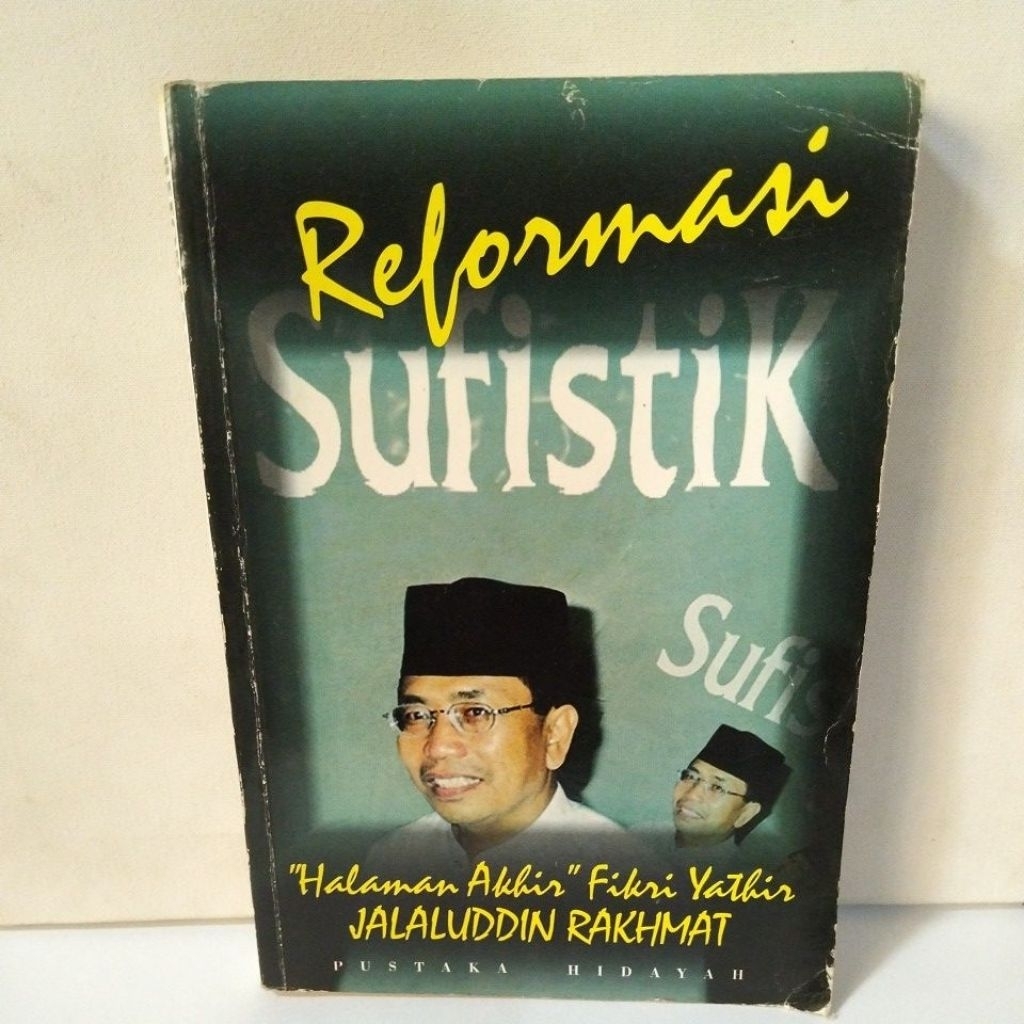 Reformasi
SufistiK
Sufis
"Halaman Akhir" Fikri Yathir
JALALUDDIN RAKHMAT
PUSTAKA HIDAYAH